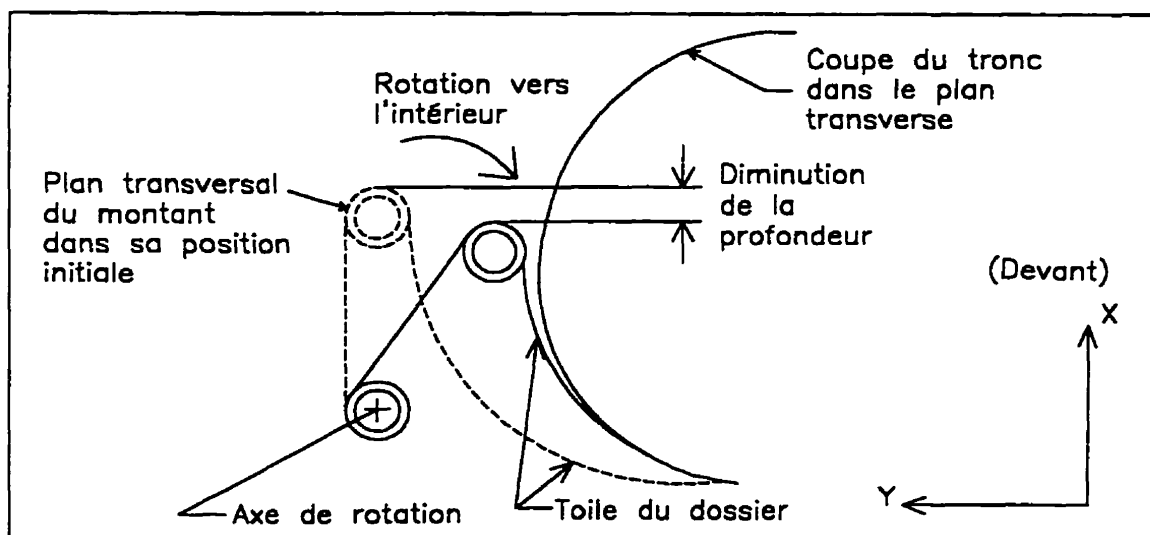 Coupe du tronc
dans le plan
transverse
Rotation vers
l'intérieur
Plan transversal
du montant
dans sa position
initiale
Diminution
de la
profondeur
(Devant)
X
Y
Axe de rotation
Toile du dossier